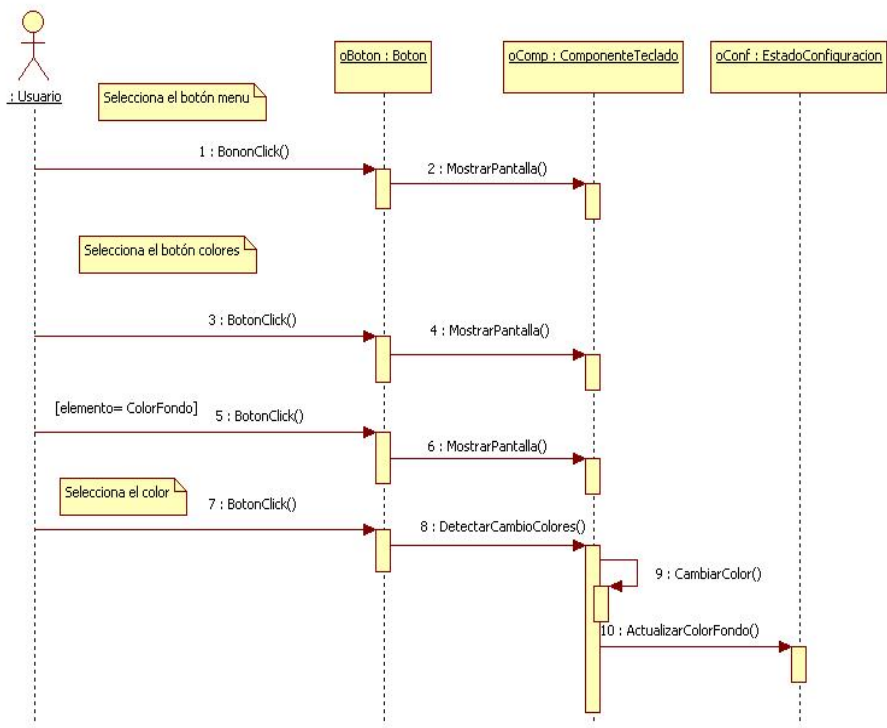 : Usuario
oBoton : Boton
oComp : ComponenteTeclado
oConf : EstadoConfiguracion
Selecciona el botón menu
1 : BononClick()
2 : MostrarPantalla()
Selecciona el botón colores
3 : BotonClick()
4 : MostrarPantalla()
[elemento= ColorFondo]
5 : BotonClick()
6 : MostrarPantalla()
Selecciona el color
7 : BotonClick()
8 : DetectarCambioColores()
9 : CambiarColor()
10 : ActualizarColorFondo()